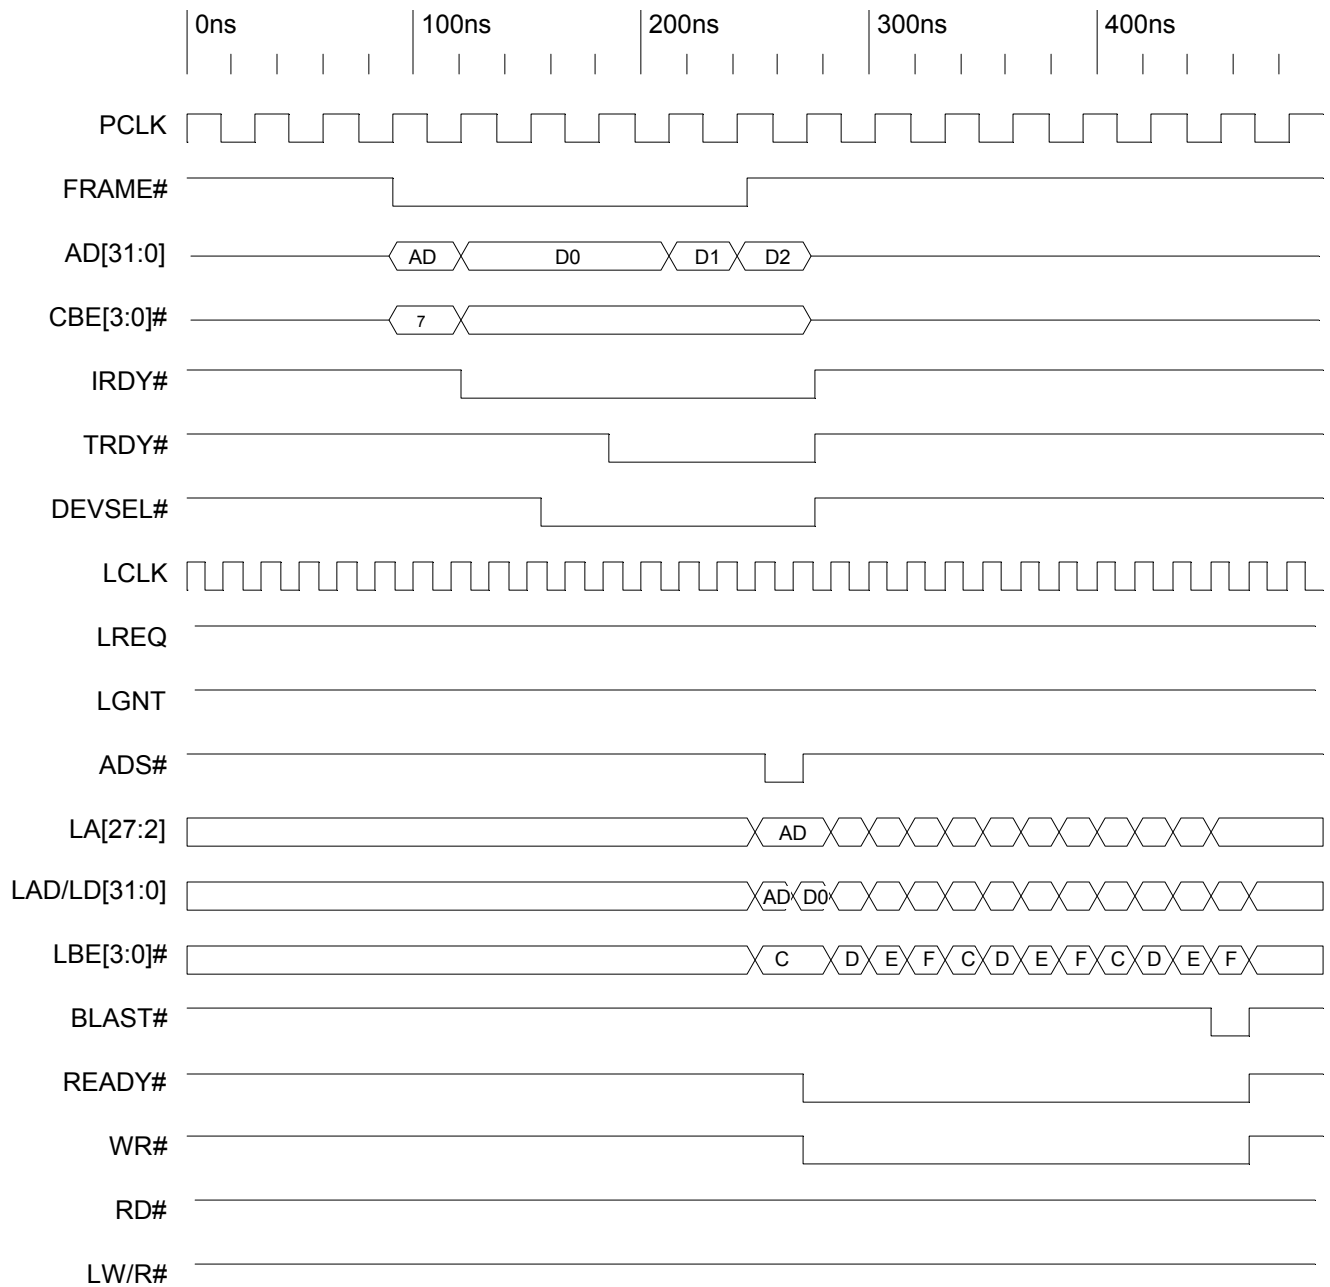 0ns 100ns 200ns 300ns 400ns
PCLK
FRAME#
AD[31:0] AD D0 D1 D2
CBE[3:0]# 7
IRDY#
TRDY#
DEVSEL#
LCLK
LREQ
LGNT
ADS#
LA[27:2] AD
LAD/LD[31:0] AD D0
LBE[3:0]# C D E F C D E F C D E F
BLAST#
READY#
WR#
RD#
LW/R#